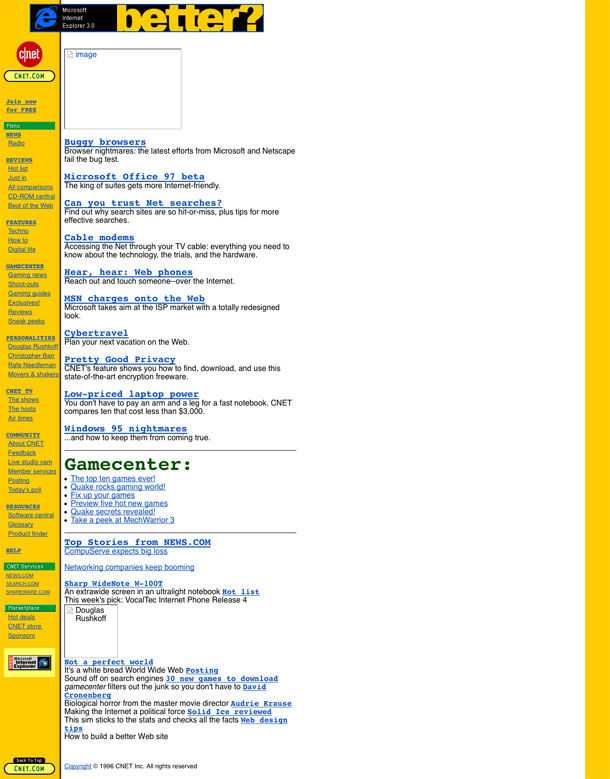 Microsoft
Internet
Explorer 3.0
better?
c|net
CNET.COM
Join now
for FREE
Menu
NEWS
Radio
REVIEWS
Hot list
Just in
All comparisons
CD-ROM central
Best of the Web
FEATURES
Techno
How to
Digital life
GAMECENTER
Gaming news
Shoot-outs
Gaming guides
Exclusives!
Reviews
Sneak peeks
PERSONALITIES
Douglas Rushkoff
Christopher Barr
Rafe Needleman
Movers & shakers
CNET TV
The shows
The hosts
Air times
COMMUNITY
About CNET
Feedback
Live studio cam
Member services
Posting
Today's poll
RESOURCES
Software central
Glossary
Product finder
HELP
CNET Services
NEWS.COM
SEARCH.COM
SHAREWARE.COM
Marketplace
Hot deals
CNET store
Sponsors
Microsoft
Internet
Explorer
back to top
CNET.COM
image
Buggy browsers
Browser nightmares: the latest efforts from Microsoft and Netscape
fail the bug test.
Microsoft Office 97 beta
The king of suites gets more Internet-friendly.
Can you trust Net searches?
Find out why search sites are so hit-or-miss, plus tips for more
effective searches.
Cable modems
Accessing the Net through your TV cable: everything you need to
know about the technology, the trials, and the hardware.
Hear, hear: Web phones
Reach out and touch someone--over the Internet.
MSN charges onto the Web
Microsoft takes aim at the ISP market with a totally redesigned
look.
Cybertravel
Plan your next vacation on the Web.
Pretty Good Privacy
CNET's feature shows you how to find, download, and use this
state-of-the-art encryption freeware.
Low-priced laptop power
You don't have to pay an arm and a leg for a fast notebook. CNET
compares ten that cost less than $3,000.
Windows 95 nightmares
...and how to keep them from coming true.
Gamecenter:
The top ten games ever!
Quake rocks gaming world!
Fix up your games
Preview five hot new games
Quake secrets revealed!
Take a peek at MechWarrior 3
Top Stories from NEWS.COM
CompuServe expects big loss
Networking companies keep booming
Sharp WideNote W-100T
An extrawide screen in an ultralight notebook Hot list
This week's pick: VocalTec Internet Phone Release 4
Douglas
Rushkoff
Not a perfect world
It's a white bread World Wide Web Posting
Sound off on search engines 30 new games to download
gamecenter filters out the junk so you don't have to David
Cronenberg
Biological horror from the master movie director Audrie Krause
Making the Internet a political force Solid Ice reviewed
This sim sticks to the stats and checks all the facts Web design
tips
How to build a better Web site
Copyright © 1996 CNET Inc. All rights reserved